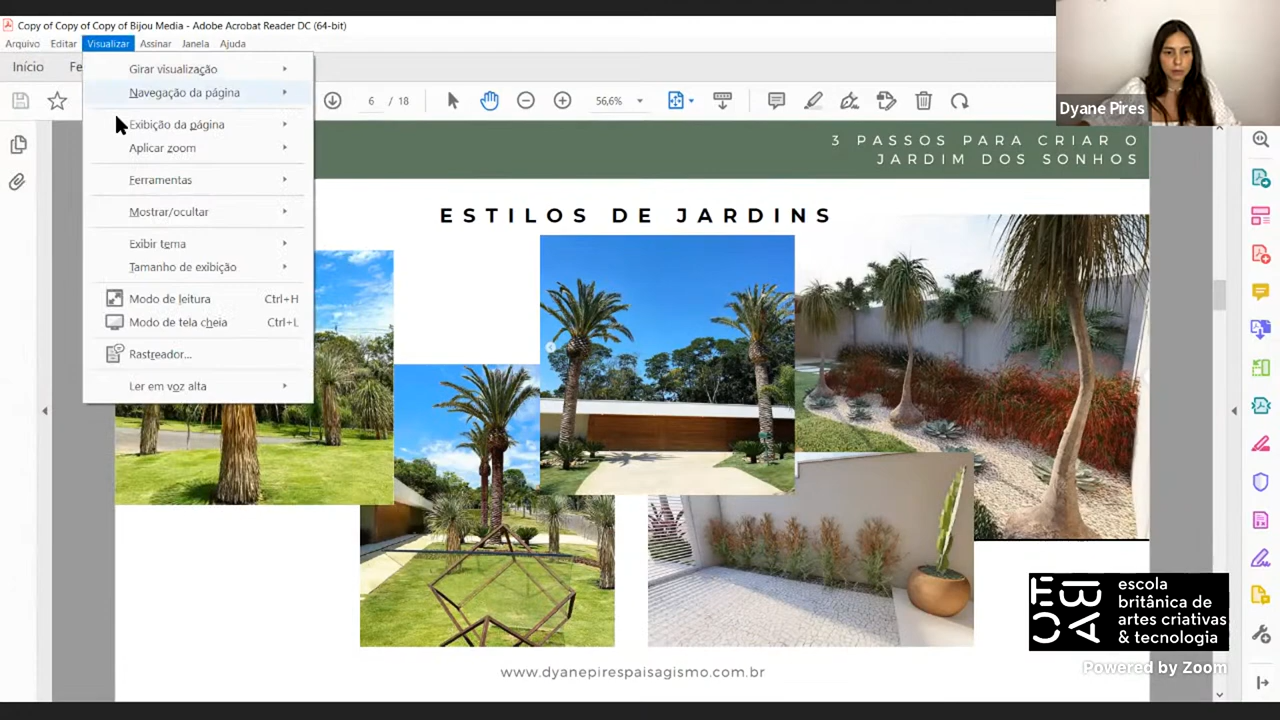 Copy of Copy of Copy of Bijou Media - Adobe Acrobat Reader DC (64-bit)
Arquivo Editar Visualizar Assinar Janela Ajuda
Início Fe
6 / 18
56,6%
Girar visualização
Navegação da página
Exibição da página
Aplicar zoom
Ferramentas
Mostrar/ocultar
Exibir tema
Tamanho de exibição
Modo de leitura Ctrl+H
Modo de tela cheia Ctrl+L
Rastreador...
Ler em voz alta
Dyane Pires
3 PASSOS PARA CRIAR O
JARDIM DOS SONHOS
ESTILOS DE JARDINS
www.dyanepirespaisagismo.com.br
escola
britânica de
artes criativas
& tecnologia
Powered by Zoom